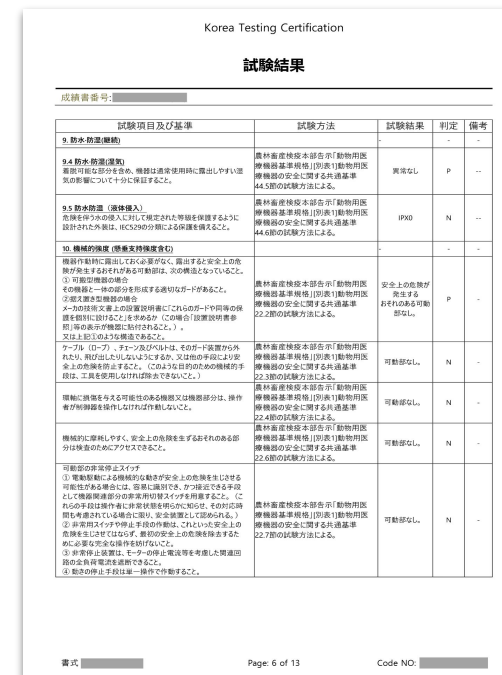 Korea Testing Certification
試験結果
成績書番号:
試験項目及び基準 試験方法 試験結果 判定 備考
9. 防水·防湿(継続) - - -
9.4 防水·防湿(湿気)
着脱可能な部分を含め、機器は通常使用時に露出しやすい湿
気の影響について十分に保証すること。
農林畜産検疫本部告示「動物用医
療機器基準規格」[別表1]動物用医
療機器の安全に関する共通基準
44.5節の試験方法による。
異常なし P --
9.5 防水防湿（液体侵入）
危険を伴う水の侵入に対して規定された等級を保護するように
設計された外装は、IEC529の分類による保護を備えること。
農林畜産検疫本部告示「動物用医
療機器基準規格」[別表1]動物用医
療機器の安全に関する共通基準
44.6節の試験方法による。
IPX0 N --
10. 機械的強度 (懸垂支持強度含む) - - -
機器作動時に露出しておく必要がなく、露出すると安全上の危
険が発生するおそれがある可動部は、次の構造となっていること。
① 可搬型機器の場合
その機器と一体の部分を形成する適切なガードがあること。
②据え置き型機器の場合
メーカの技術文書上の設置説明書に「これらのガードや同等の保
護を個別に設けること」を求めるか（この場合「設置説明書参
照」等の表示が機器に貼付されること。）。
又は上記①のような構造であること。
農林畜産検疫本部告示「動物用医
療機器基準規格」[別表1]動物用医
療機器の安全に関する共通基準
22.2節の試験方法による。
安全上の危険が
発生する
おそれのある可動
部なし。
P -
ケーブル（ロープ）、チェーン及びベルトは、そのガード装置から外
れたり、飛び出したりしないようにするか、又は他の手段により安
全上の危険を防止すること。（このような目的のための機械的手
段は、工具を使用しなければ除去できないこと。）
農林畜産検疫本部告示「動物用医
療機器基準規格」[別表1]動物用医
療機器の安全に関する共通基準
22.3節の試験方法による。
可動部なし。 N -
環軸に損傷を与える可能性のある機器又は機器部分は、操作
者が制御器を操作しなければ作動しないこと。
農林畜産検疫本部告示「動物用医
療機器基準規格」[別表1]動物用医
療機器の安全に関する共通基準
22.4節の試験方法による。
可動部なし。 N -
機械的に摩耗しやすく、安全上の危険を生ずるおそれのある部
分は検査のためにアクセスできること。
農林畜産検疫本部告示「動物用医
療機器基準規格」[別表1]動物用医
療機器の安全に関する共通基準
22.6節の試験方法による。
可動部なし。 N -
可動部の非常停止スイッチ
① 電動駆動による機械的な動きが安全上の危険を生じさせる
可能性がある場合には、容易に識別でき、かつ接近できる手段
として機器関連部分の非常用切替スイッチを用意すること。（こ
れらの手段は操作者に非常状態を明らかに知らせ、その対応時
間も考慮されている場合に限り、安全装置として認められる。）
② 非常用スイッチや停止手段の作動は、これといった安全上の
危険を生じさせてはならず、最初の安全上の危険を除去するた
めに必要な完全な操作を妨げないこと。
③ 非常停止装置は、モーターの停止電流等を考慮した関連回
路の全負荷電流を遮断できること。
④ 動きの停止手段は単一操作で作動すること。
農林畜産検疫本部告示「動物用医
療機器基準規格」[別表1]動物用医
療機器の安全に関する共通基準
22.7節の試験方法による。
可動部なし。 N -
書式 Page: 6 of 13 Code NO: